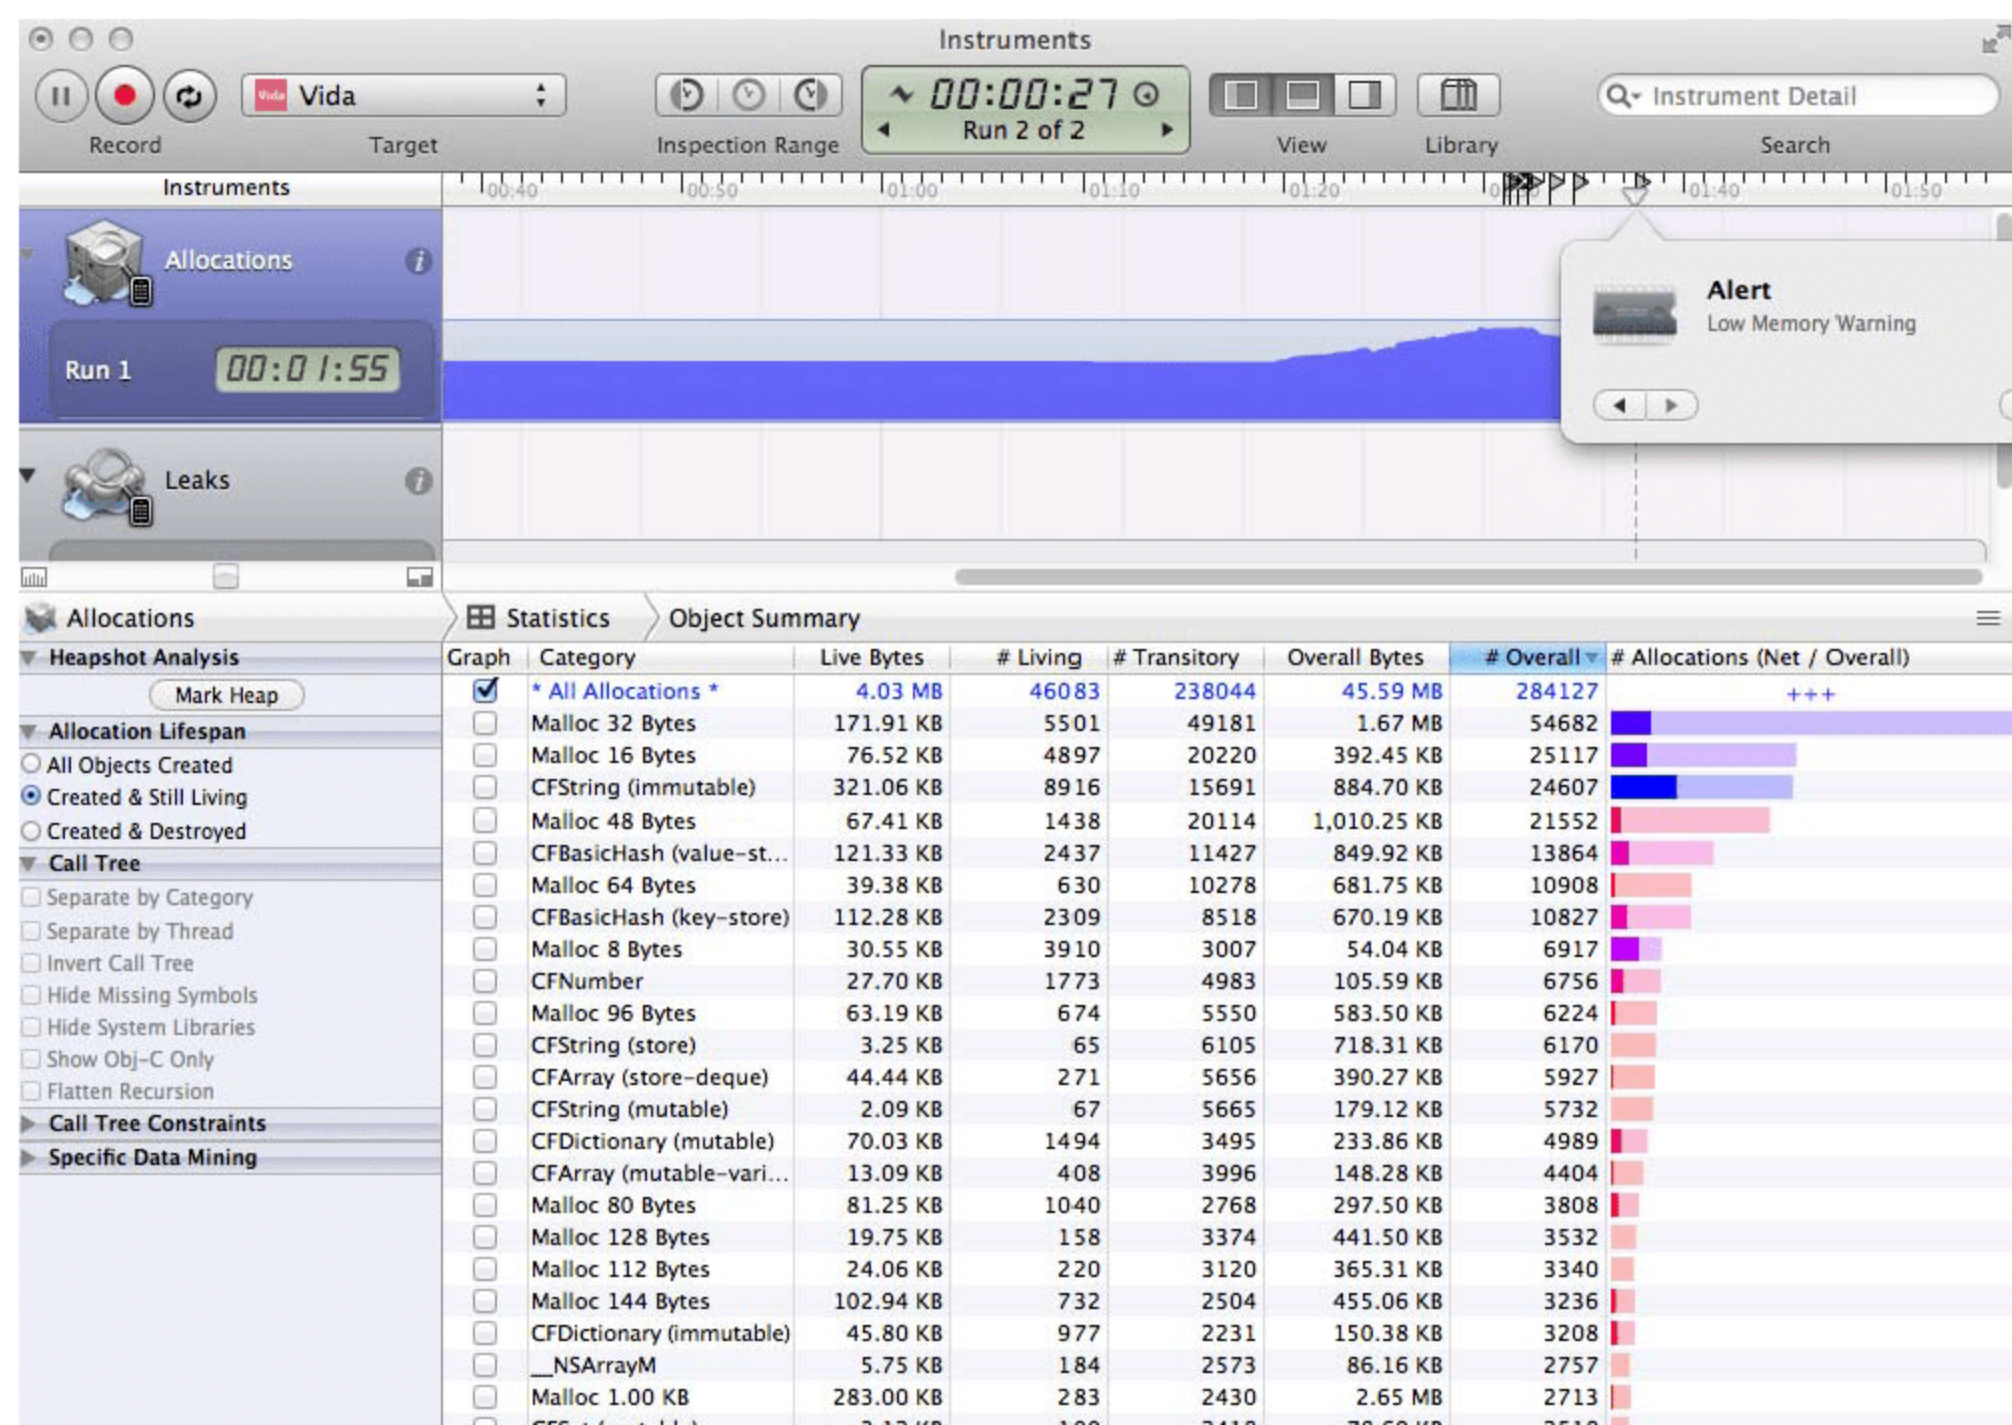 Instruments
Vida
Vida
00:00:27
Run 2 of 2
Instrument Detail
Record
Target
Inspection Range
View
Library
Search
Instruments
00:40
00:50
01:00
01:10
01:20
01:40
01:50
Allocations
Run 1
00:01:55
Alert
Low Memory Warning
Leaks
Allocations
Statistics
Object Summary
Heapshot Analysis
Mark Heap
Allocation Lifespan
All Objects Created
Created & Still Living
Created & Destroyed
Call Tree
Separate by Category
Separate by Thread
Invert Call Tree
Hide Missing Symbols
Hide System Libraries
Show Obj-C Only
Flatten Recursion
Call Tree Constraints
Specific Data Mining
Graph Category Live Bytes # Living # Transitory Overall Bytes # Overall # Allocations (Net / Overall)
* All Allocations * 4.03 MB 46083 238044 45.59 MB 284127 +++
Malloc 32 Bytes 171.91 KB 5501 49181 1.67 MB 54682
Malloc 16 Bytes 76.52 KB 4897 20220 392.45 KB 25117
CFString (immutable) 321.06 KB 8916 15691 884.70 KB 24607
Malloc 48 Bytes 67.41 KB 1438 20114 1,010.25 KB 21552
CFBasicHash (value-st... 121.33 KB 2437 11427 849.92 KB 13864
Malloc 64 Bytes 39.38 KB 630 10278 681.75 KB 10908
CFBasicHash (key-store) 112.28 KB 2309 8518 670.19 KB 10827
Malloc 8 Bytes 30.55 KB 3910 3007 54.04 KB 6917
CFNumber 27.70 KB 1773 4983 105.59 KB 6756
Malloc 96 Bytes 63.19 KB 674 5550 583.50 KB 6224
CFString (store) 3.25 KB 65 6105 718.31 KB 6170
CFArray (store-deque) 44.44 KB 271 5656 390.27 KB 5927
CFString (mutable) 2.09 KB 67 5665 179.12 KB 5732
CFDictionary (mutable) 70.03 KB 1494 3495 233.86 KB 4989
CFArray (mutable-vari... 13.09 KB 408 3996 148.28 KB 4404
Malloc 80 Bytes 81.25 KB 1040 2768 297.50 KB 3808
Malloc 128 Bytes 19.75 KB 158 3374 441.50 KB 3532
Malloc 112 Bytes 24.06 KB 220 3120 365.31 KB 3340
Malloc 144 Bytes 102.94 KB 732 2504 455.06 KB 3236
CFDictionary (immutable) 45.80 KB 977 2231 150.38 KB 3208
__NSArrayM 5.75 KB 184 2573 86.16 KB 2757
Malloc 1.00 KB 283.00 KB 283 2430 2.65 MB 2713